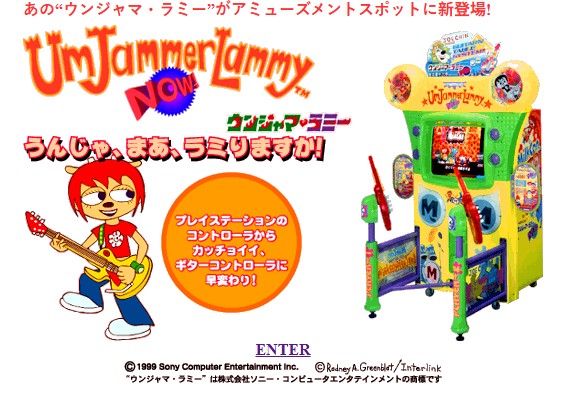 あの“ウンジャマ・ラミー”がアミューズメントスポットに新登場!
UmJammerLammy™
NOW!
ウンジャマ・ラミー
うんじゃ、まあ、ラミりますか!
プレイステーションの
コントローラから
カッチョイイ、
ギターコントローラに
早変わり!
UmJammerLammy
M
M
M
ENTER
©1999 Sony Computer Entertainment Inc. ©Rodney A.Greenblat/Interlink
“ウンジャマ・ラミー” は株式会社ソニー・コンピュータエンタテインメントの商標です